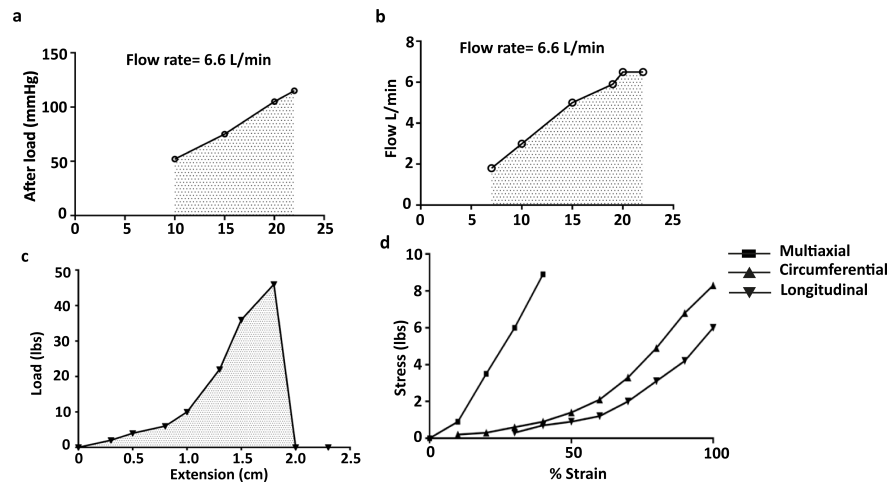 a
Flow rate= 6.6 L/min
After load (mmHg)
150
100
50
0
0 5 10 15 20 25
b
Flow rate= 6.6 L/min
Flow L/min
8
6
4
2
0
0 5 10 15 20 25
c
Load (lbs)
50
40
30
20
10
0
0 0.5 1.0 1.5 2.0 2.5
Extension (cm)
d
Stress (lbs)
10
8
6
4
2
0
0 50 100
% Strain
Multiaxial
Circumferential
Longitudinal